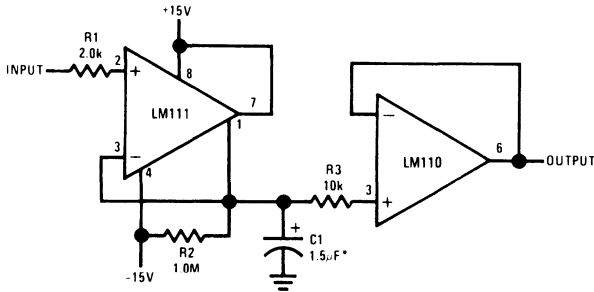 +15V
R1
2.0k
INPUT
2
+
8
LM111
7
1
3
−
4
−
6
LM110
OUTPUT
R3
10k
3
+
+
C1
1.5μF*
R2
1.0M
-15V